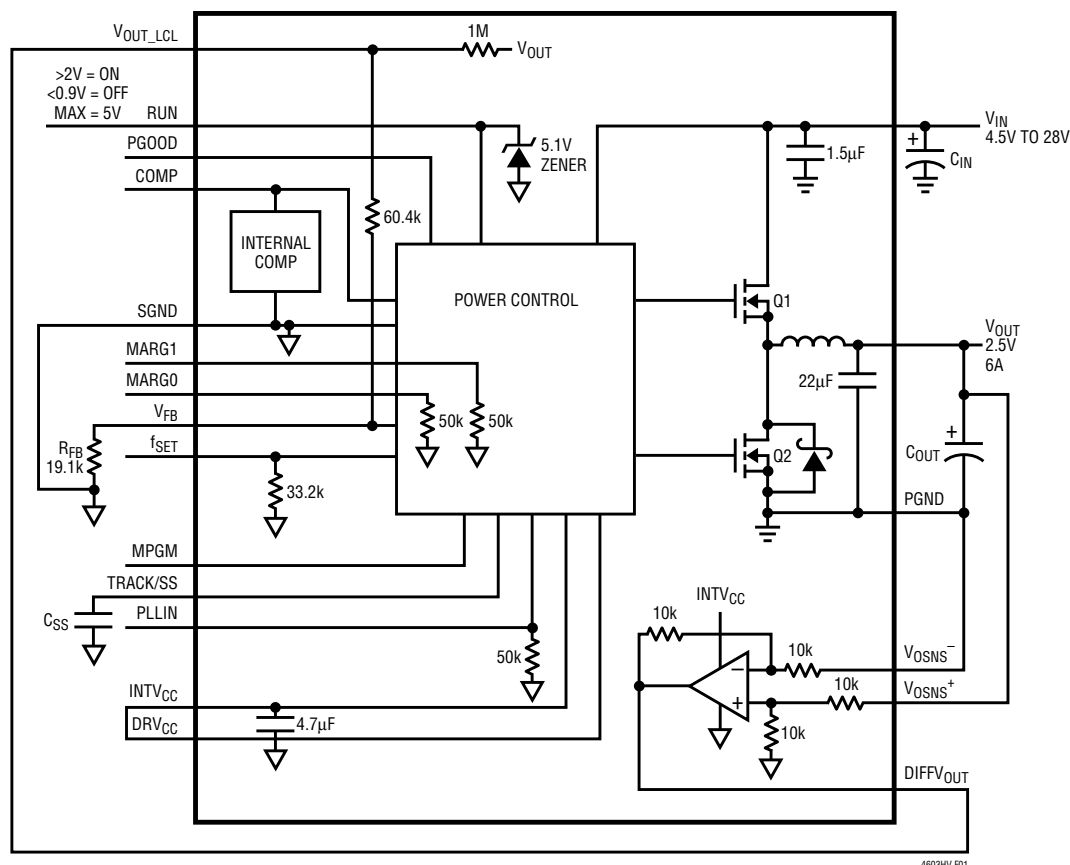 VOUT_LCL
1M
VOUT
>2V = ON
<0.9V = OFF
MAX = 5V
RUN
PGOOD
COMP
5.1V
ZENER
1.5µF
VIN
4.5V TO 28V
+
CIN
60.4k
INTERNAL
COMP
POWER CONTROL
Q1
SGND
MARG1
MARG0
VFB
fSET
50k
50k
RFB
19.1k
33.2k
VOUT
2.5V
6A
22µF
+
COUT
Q2
PGND
MPGM
TRACK/SS
CSS
PLLIN
50k
INTVCC
DRVCC
4.7µF
INTVCC
10k
10k
VOSNS–
–
10k
VOSNS+
+
10k
DIFFVOUT
4603HV F01